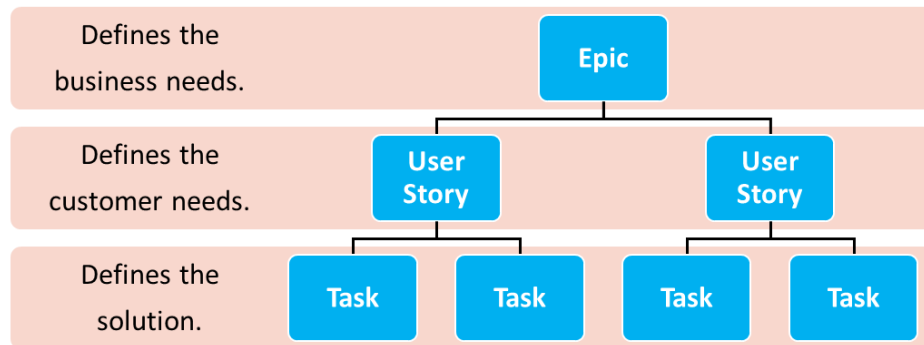 Defines the
business needs.
Epic
Defines the
customer needs.
User
Story
User
Story
Defines the
solution.
Task
Task
Task
Task